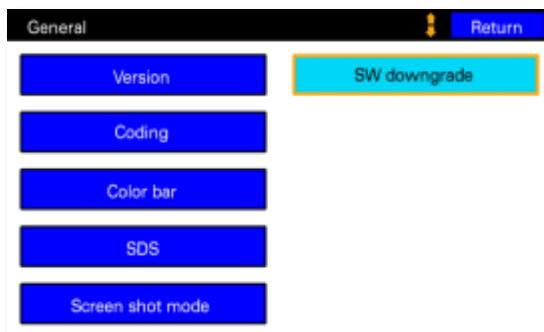 General
Return
Version
SW downgrade
Coding
Color bar
SDS
Screen shot mode